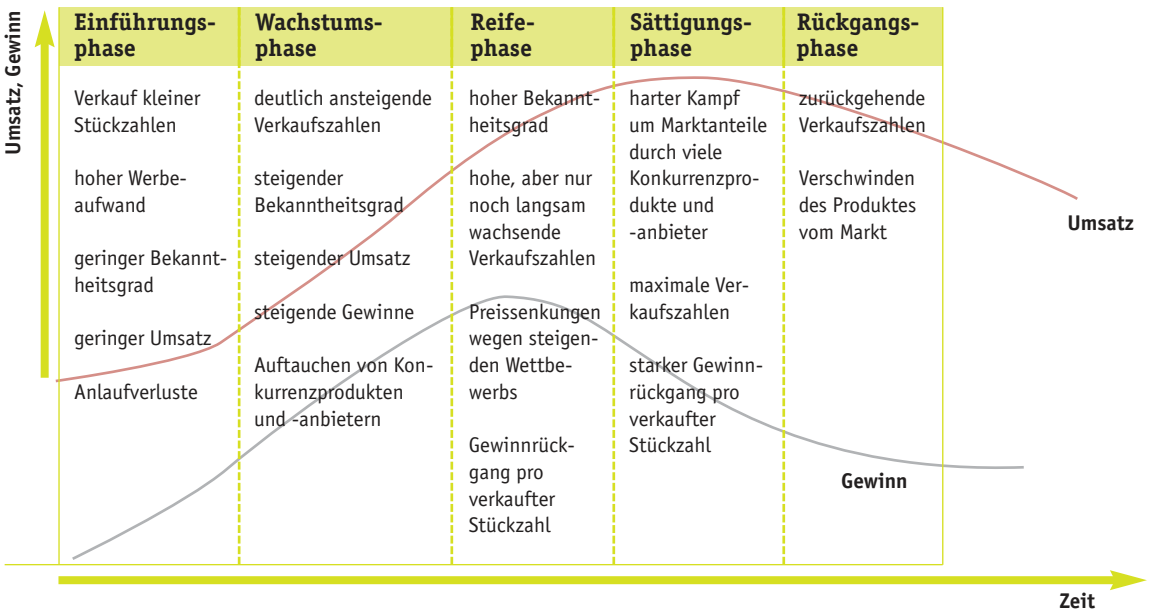 Umsatz, Gewinn
Einführungs-
phase
Verkauf kleiner
Stückzahlen
hoher Werbe-
aufwand
geringer Bekannt-
heitsgrad
geringer Umsatz
Anlaufverluste
Wachstums-
phase
deutlich ansteigende
Verkaufszahlen
steigender
Bekanntheitsgrad
steigender Umsatz
steigende Gewinne
Auftauchen von Kon-
kurrenzprodukten
und -anbietern
Reife-
phase
hoher Bekannt-
heitsgrad
hohe, aber nur
noch langsam
wachsende
Verkaufszahlen
Preissenkungen
wegen steigen-
den Wettbe-
werbs
Gewinnrück-
gang pro
verkaufter
Stückzahl
Sättigungs-
phase
harter Kampf
um Marktanteile
durch viele
Konkurrenzpro-
dukte und
-anbieter
maximale Ver-
kaufszahlen
starker Gewinn-
rückgang pro
verkaufter
Stückzahl
Rückgangs-
phase
zurückgehende
Verkaufszahlen
Verschwinden
des Produktes
vom Markt
Umsatz
Gewinn
Zeit